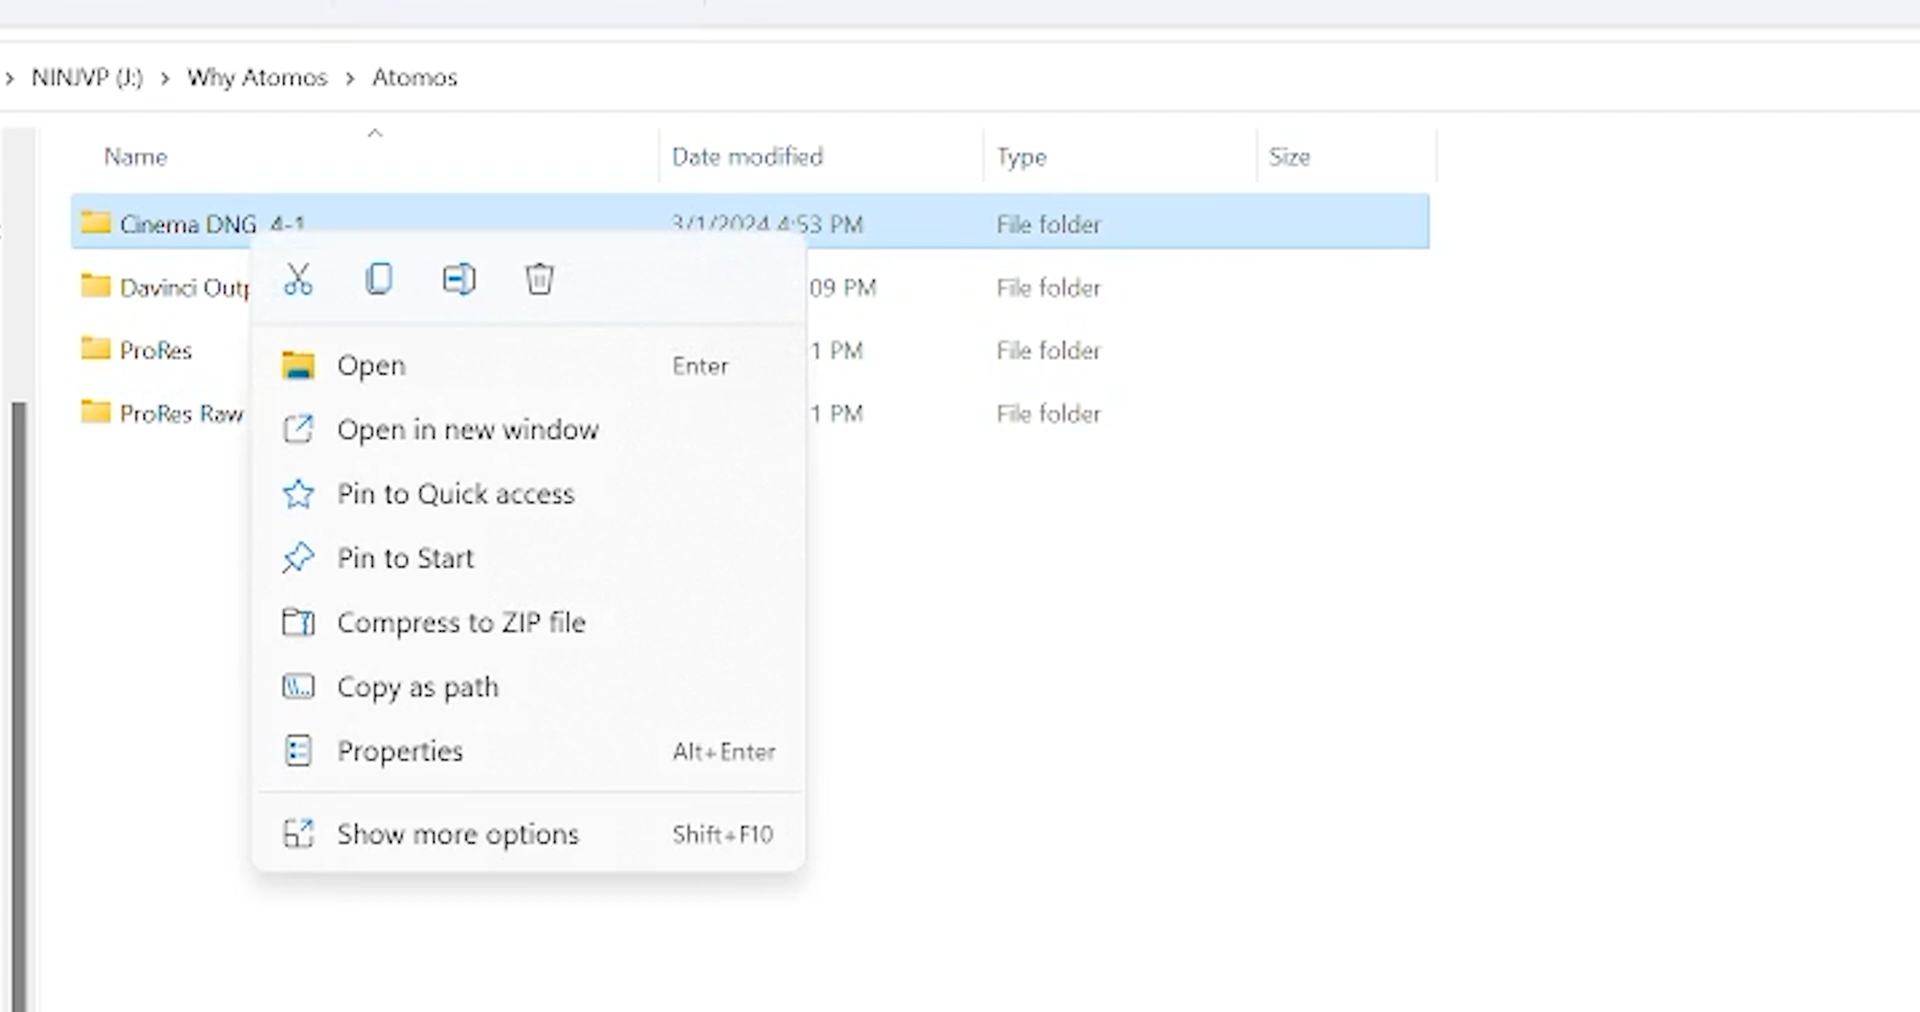 › NINJVP (J:) › Why Atomos › Atomos
Name Date modified Type Size
Cinema DNG 4-1 3/1/2024 4:53 PM File folder
Davinci 09 PM File folder
ProRes 1 PM File folder
ProRes Raw 1 PM File folder
Open Enter
Open in new window
Pin to Quick access
Pin to Start
Compress to ZIP file
Copy as path
Properties Alt+Enter
Show more options Shift+F10